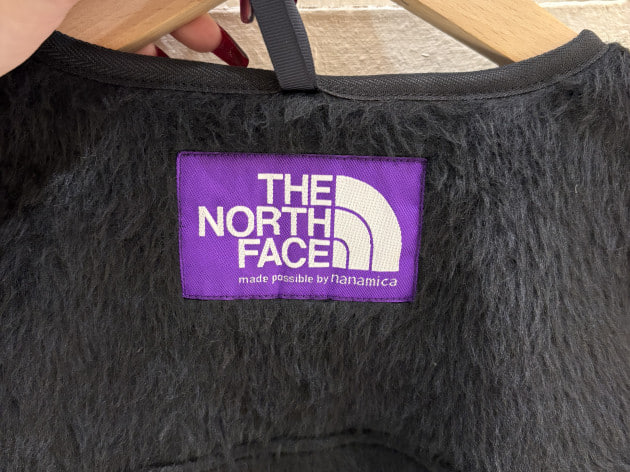 THE
NORTH
FACE
made possible by nanamica